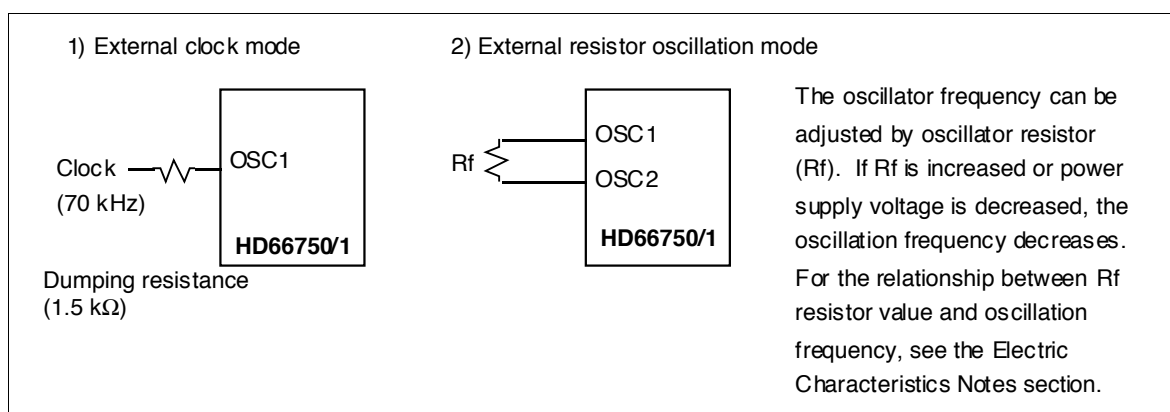 1) External clock mode
Clock
(70 kHz)
OSC1
HD66750/1
Dumping resistance
(1.5 kΩ)
2) External resistor oscillation mode
Rf
OSC1
OSC2
HD66750/1
The oscillator frequency can be
adjusted by oscillator resistor
(Rf). If Rf is increased or power
supply voltage is decreased, the
oscillation frequency decreases.
For the relationship between Rf
resistor value and oscillation
frequency, see the Electric
Characteristics Notes section.